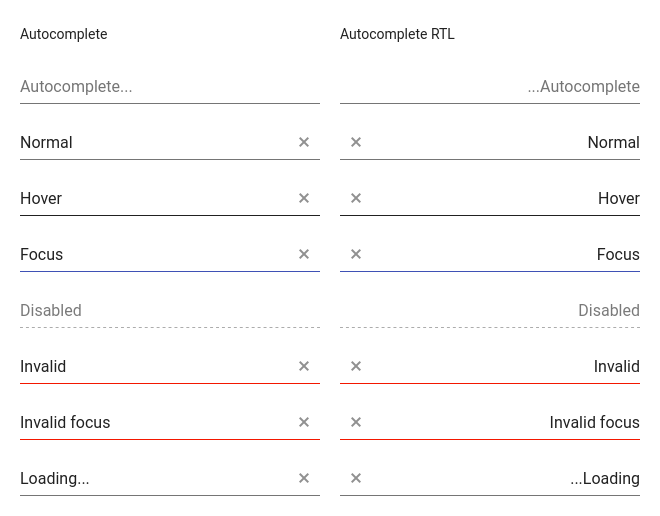 Autocomplete
Autocomplete...
Normal
Hover
Focus
Disabled
Invalid
Invalid focus
Loading...
Autocomplete RTL
...Autocomplete
Normal
Hover
Focus
Disabled
Invalid
Invalid focus
...Loading